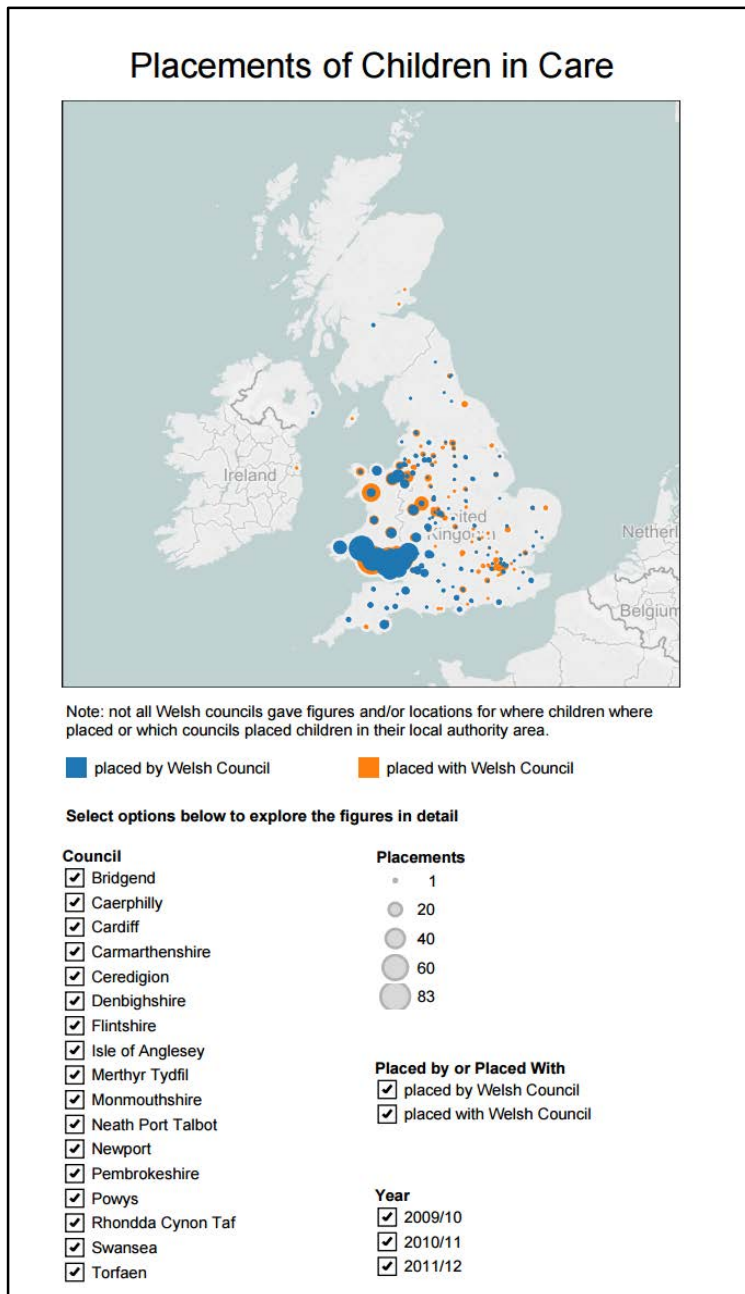 Placements of Children in Care
Ireland
United
Kingdom
Netherl
Belgium
Note: not all Welsh councils gave figures and/or locations for where children where
placed or which councils placed children in their local authority area.
placed by Welsh Council
placed with Welsh Council
Select options below to explore the figures in detail
Council
Bridgend
Caerphilly
Cardiff
Carmarthenshire
Ceredigion
Denbighshire
Flintshire
Isle of Anglesey
Merthyr Tydfil
Monmouthshire
Neath Port Talbot
Newport
Pembrokeshire
Powys
Rhondda Cynon Taf
Swansea
Torfaen
Placements
1
20
40
60
83
Placed by or Placed With
placed by Welsh Council
placed with Welsh Council
Year
2009/10
2010/11
2011/12